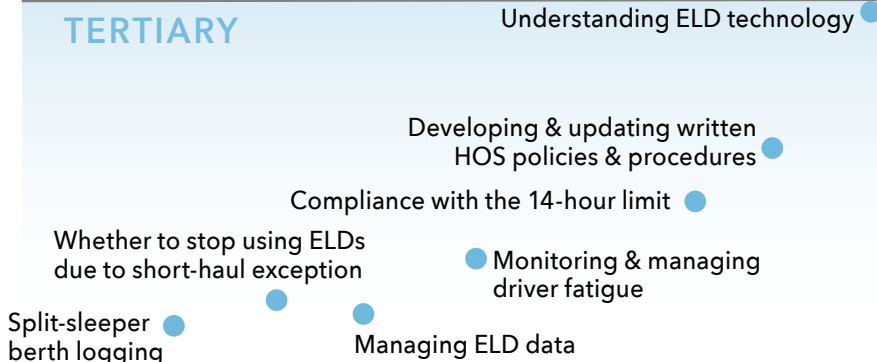 TERTIARY
Understanding ELD technology
Developing & updating written
HOS policies & procedures
Compliance with the 14-hour limit
Whether to stop using ELDs
due to short-haul exception
Monitoring & managing
driver fatigue
Split-sleeper
berth logging
Managing ELD data